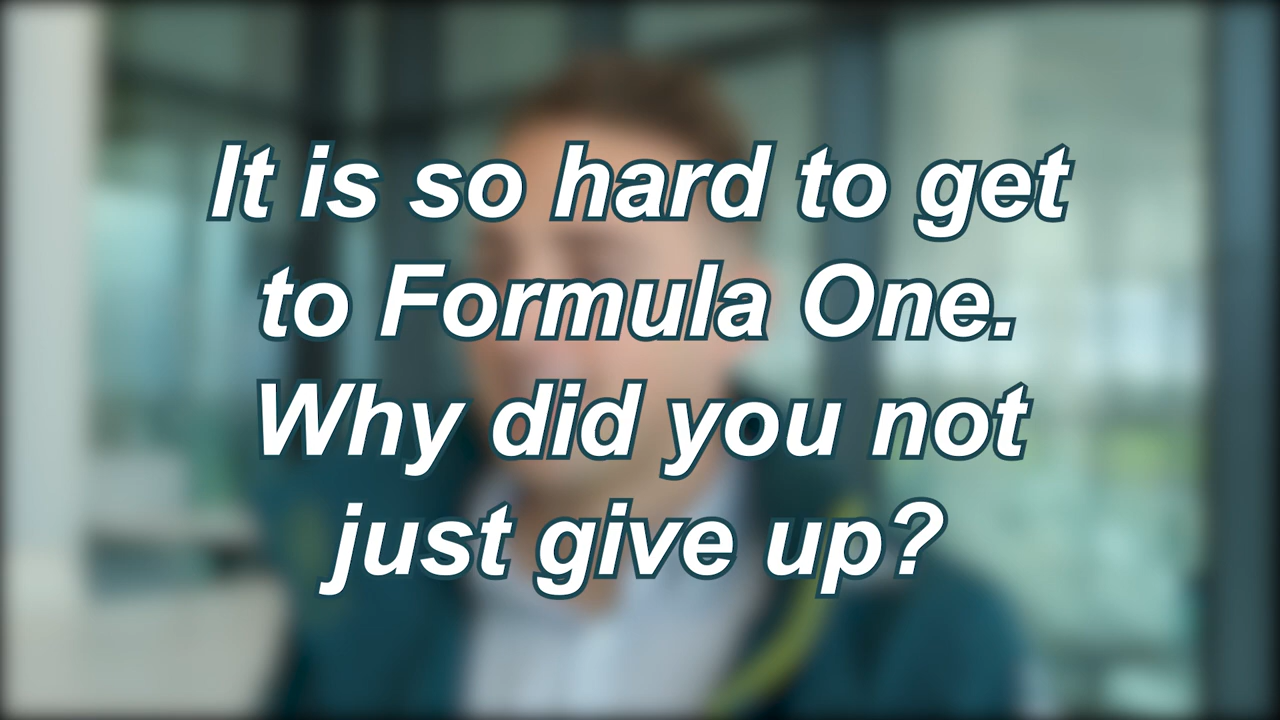 It is so hard to get
to Formula One.
Why did you not
just give up?